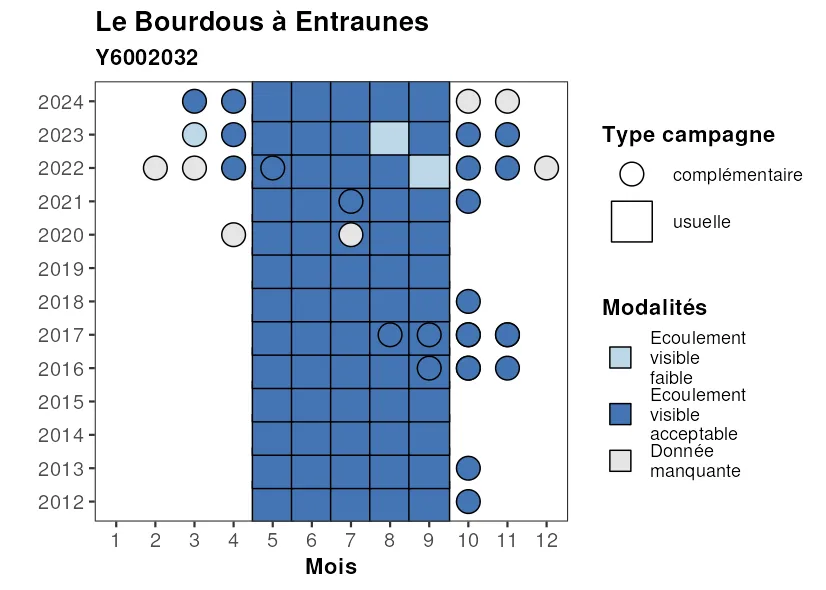 Le Bourdous à Entraunes
Y6002032
2024
2023
2022
2021
2020
2019
2018
2017
2016
2015
2014
2013
2012
1 2 3 4 5 6 7 8 9 10 11 12
Mois
Type campagne
complémentaire
usuelle
Modalités
Ecoulement
visible
faible
Ecoulement
visible
acceptable
Donnée
manquante